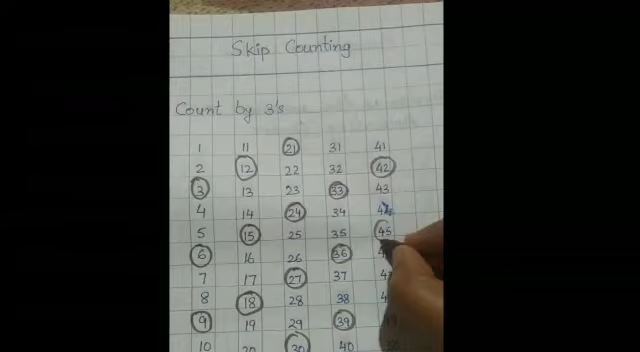 Skip Counting
Count by 3's
1 11 21 31 41
2 12 22 32 42
3 13 23 33 43
4 14 24 34
5 15 25 35 45
6 16 26 36
7 17 27 37
8 18 28 38
9 19 29 39
10 20 30 40